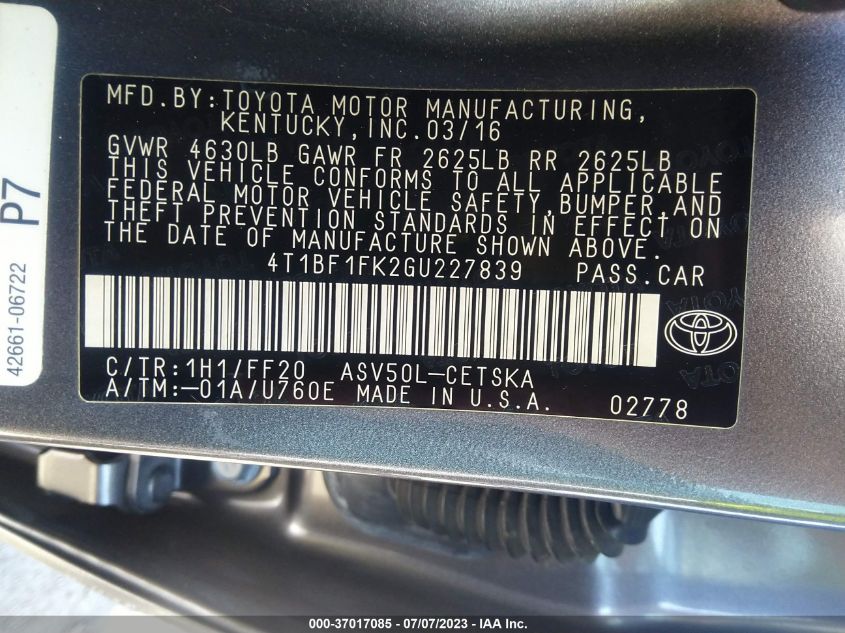 MFD.BY:TOYOTA MOTOR MANUFACTURING,
KENTUCKY,INC.03/16
GVWR 4630LB GAWR FR 2625LB RR 2625LB
THIS VEHICLE CONFORMS TO ALL APPLICABLE
FEDERAL MOTOR VEHICLE SAFETY,BUMPER,AND
THEFT PREVENTION STANDARDS IN EFFECT ON
THE DATE OF MANUFACTURE SHOWN ABOVE.
4T1BF1FK2GU227839 PASS.CAR
C/TR:1H1/FF20 ASV50L-CETSKA
A/TM:-01A/U760E MADE IN U.S.A. 02778
42661-06722 P7
000-37017085 - 07/07/2023 - IAA Inc.